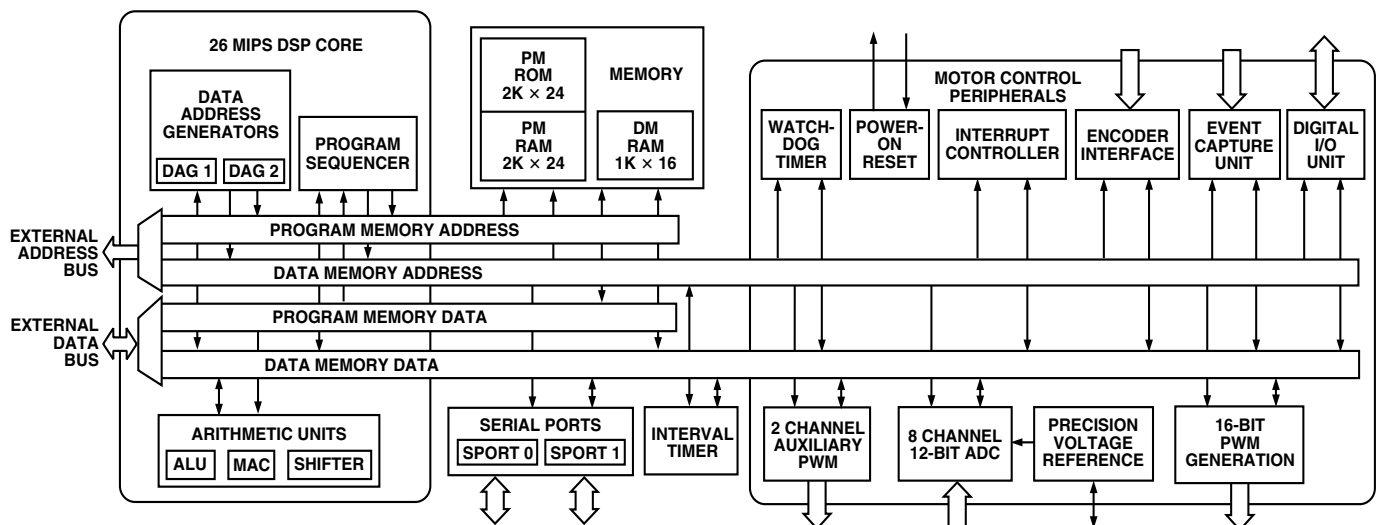 26 MIPS DSP CORE
DATA
ADDRESS
GENERATORS
DAG 1
DAG 2
PROGRAM
SEQUENCER
PM
ROM
2K × 24
PM
RAM
2K × 24
MEMORY
DM
RAM
1K × 16
MOTOR CONTROL
PERIPHERALS
WATCH-
DOG
TIMER
POWER-
ON
RESET
INTERRUPT
CONTROLLER
ENCODER
INTERFACE
EVENT
CAPTURE
UNIT
DIGITAL
I/O
UNIT
EXTERNAL
ADDRESS
BUS
PROGRAM MEMORY ADDRESS
DATA MEMORY ADDRESS
EXTERNAL
DATA
BUS
PROGRAM MEMORY DATA
DATA MEMORY DATA
ARITHMETIC UNITS
ALU
MAC
SHIFTER
SERIAL PORTS
SPORT 0
SPORT 1
INTERVAL
TIMER
2 CHANNEL
AUXILIARY
PWM
8 CHANNEL
12-BIT ADC
PRECISION
VOLTAGE
REFERENCE
16-BIT
PWM
GENERATION